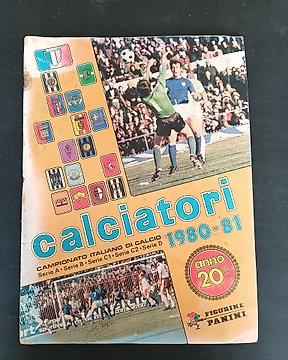 calciatori
1980-81
CAMPIONATO ITALIANO DI CALCIO
Serie A • Serie B • Serie C1 • Serie C2 • Serie D
anno
20°
FIGURINE
PANINI